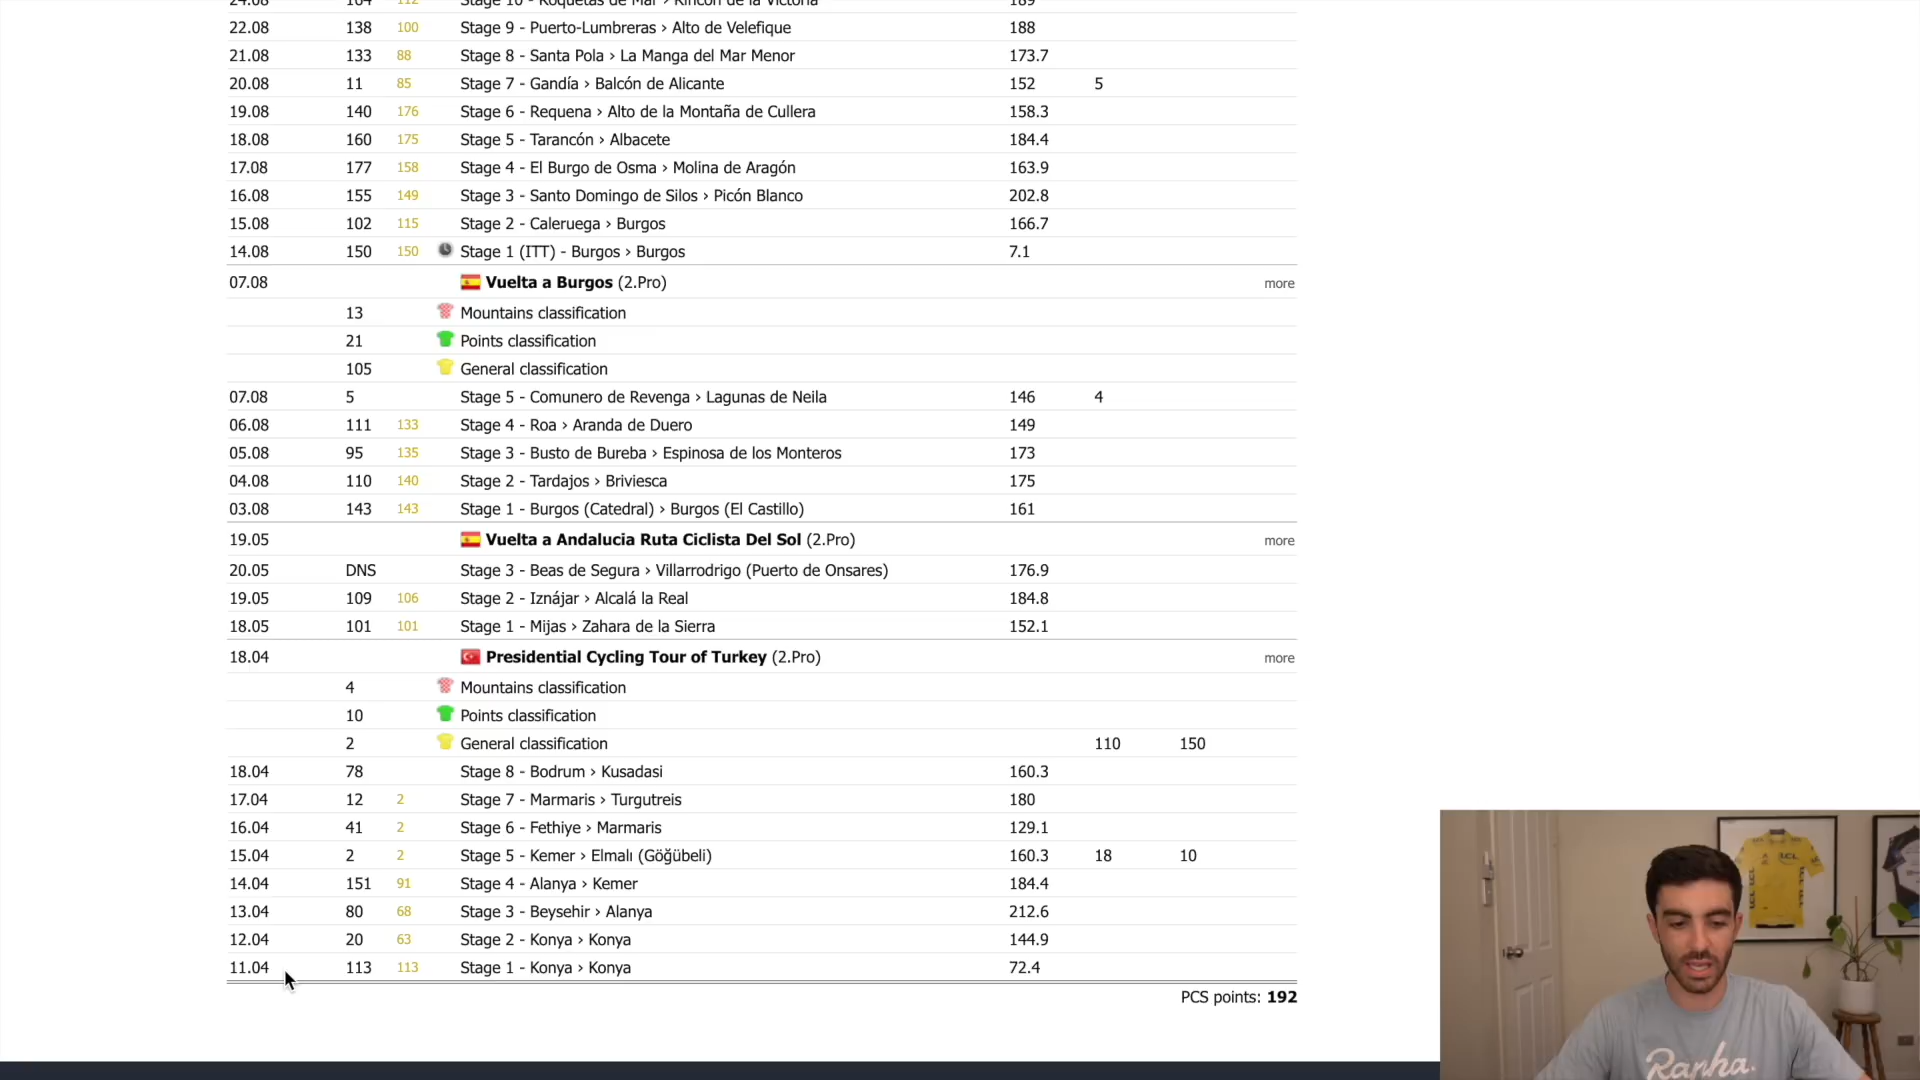 24.08 164 112 Stage 10 - Roquetas de Mar › Rincón de la Victoria 189
22.08 138 100 Stage 9 - Puerto-Lumbreras › Alto de Velefique 188
21.08 133 88 Stage 8 - Santa Pola › La Manga del Mar Menor 173.7
20.08 11 85 Stage 7 - Gandía › Balcón de Alicante 152 5
19.08 140 176 Stage 6 - Requena › Alto de la Montaña de Cullera 158.3
18.08 160 175 Stage 5 - Tarancón › Albacete 184.4
17.08 177 158 Stage 4 - El Burgo de Osma › Molina de Aragón 163.9
16.08 155 149 Stage 3 - Santo Domingo de Silos › Picón Blanco 202.8
15.08 102 115 Stage 2 - Caleruega › Burgos 166.7
14.08 150 150 Stage 1 (ITT) - Burgos › Burgos 7.1
07.08 Vuelta a Burgos (2.Pro) more
13 Mountains classification
21 Points classification
105 General classification
07.08 5 Stage 5 - Comunero de Revenga › Lagunas de Neila 146 4
06.08 111 133 Stage 4 - Roa › Aranda de Duero 149
05.08 95 135 Stage 3 - Busto de Bureba › Espinosa de los Monteros 173
04.08 110 140 Stage 2 - Tardajos › Briviesca 175
03.08 143 143 Stage 1 - Burgos (Catedral) › Burgos (El Castillo) 161
19.05 Vuelta a Andalucia Ruta Ciclista Del Sol (2.Pro) more
20.05 DNS Stage 3 - Beas de Segura › Villarrodrigo (Puerto de Onsares) 176.9
19.05 109 106 Stage 2 - Iznájar › Alcalá la Real 184.8
18.05 101 101 Stage 1 - Mijas › Zahara de la Sierra 152.1
18.04 Presidential Cycling Tour of Turkey (2.Pro) more
4 Mountains classification
10 Points classification
2 General classification 110 150
18.04 78 Stage 8 - Bodrum › Kusadasi 160.3
17.04 12 2 Stage 7 - Marmaris › Turgutreis 180
16.04 41 2 Stage 6 - Fethiye › Marmaris 129.1
15.04 2 2 Stage 5 - Kemer › Elmalı (Göğübeli) 160.3 18 10
14.04 151 91 Stage 4 - Alanya › Kemer 184.4
13.04 80 68 Stage 3 - Beysehir › Alanya 212.6
12.04 20 63 Stage 2 - Konya › Konya 144.9
11.04 113 113 Stage 1 - Konya › Konya 72.4
PCS points: 192
LCL
Rapha.